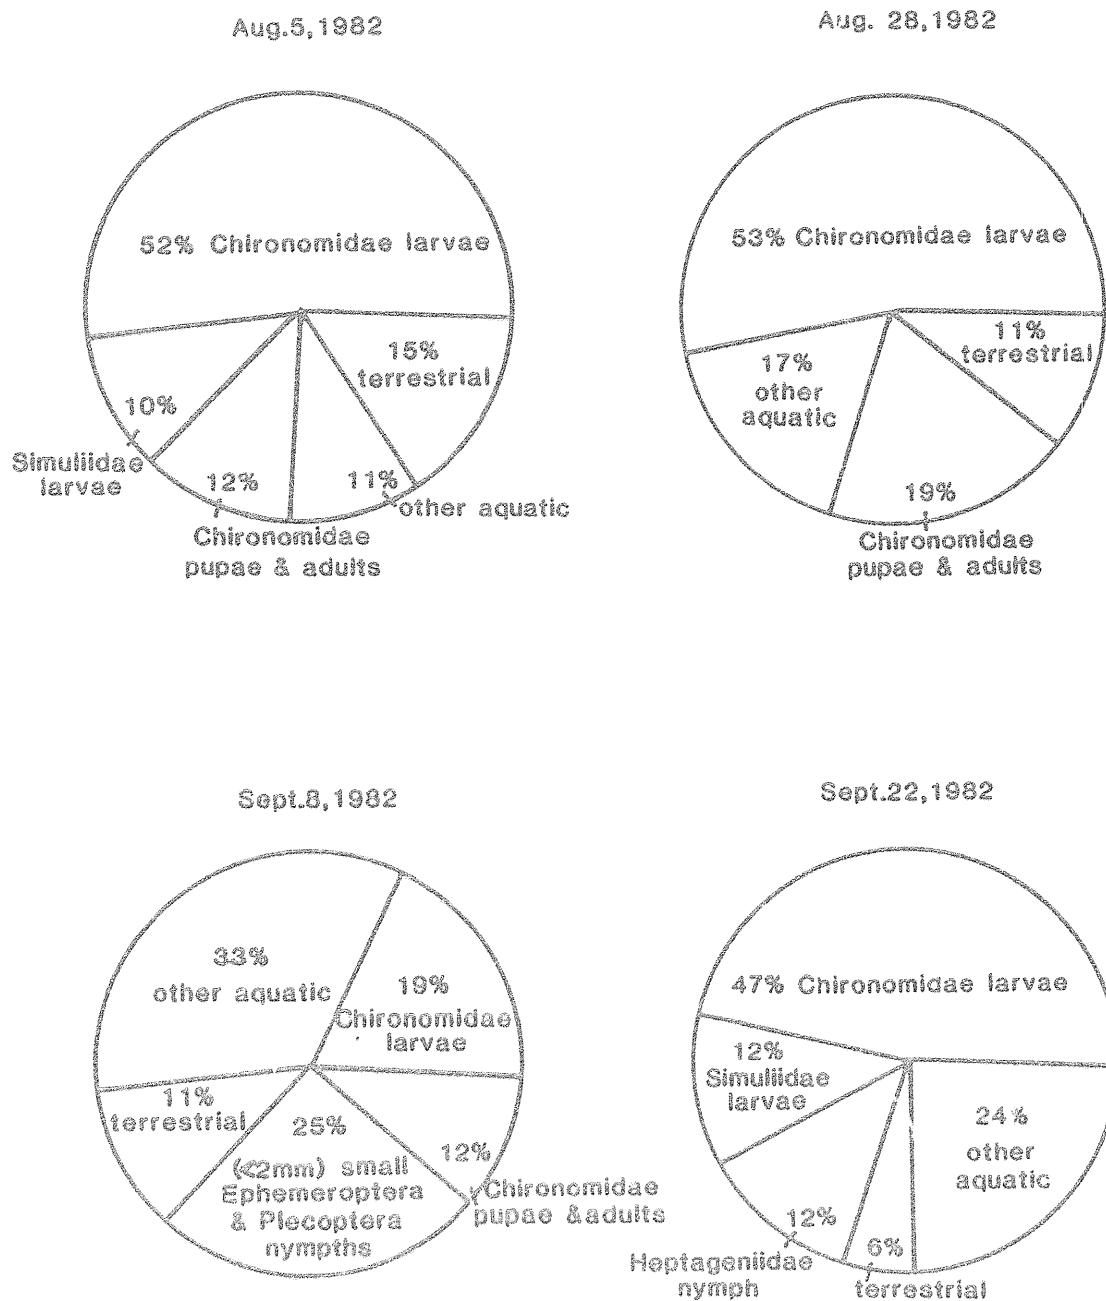 Aug.5,1982
52% Chironomidae larvae
15%
terrestrial
10%
Simuliidae
larvae
12%
Chironomidae
pupae & adults
11%
other aquatic
Aug. 28,1982
53% Chironomidae larvae
11%
terrestrial
17%
other
aquatic
19%
Chironomidae
pupae & adults
Sept.8,1982
33%
other aquatic
19%
Chironomidae
larvae
11%
terrestrial
25%
(<2mm) small
Ephemeroptera
& Plecoptera
nympths
12%
Chironomidae
pupae &adults
Sept.22,1982
47% Chironomidae larvae
12%
Simuliidae
larvae
24%
other
aquatic
12%
Heptageniidae
nymph
6%
terrestrial